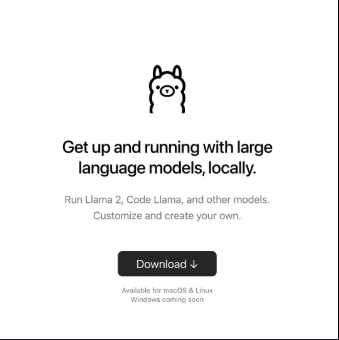 Get up and running with large
language models, locally.
Run Llama 2, Code Llama, and other models.
Customize and create your own.
Download ↓
Available for macOS & Linux
Windows coming soon